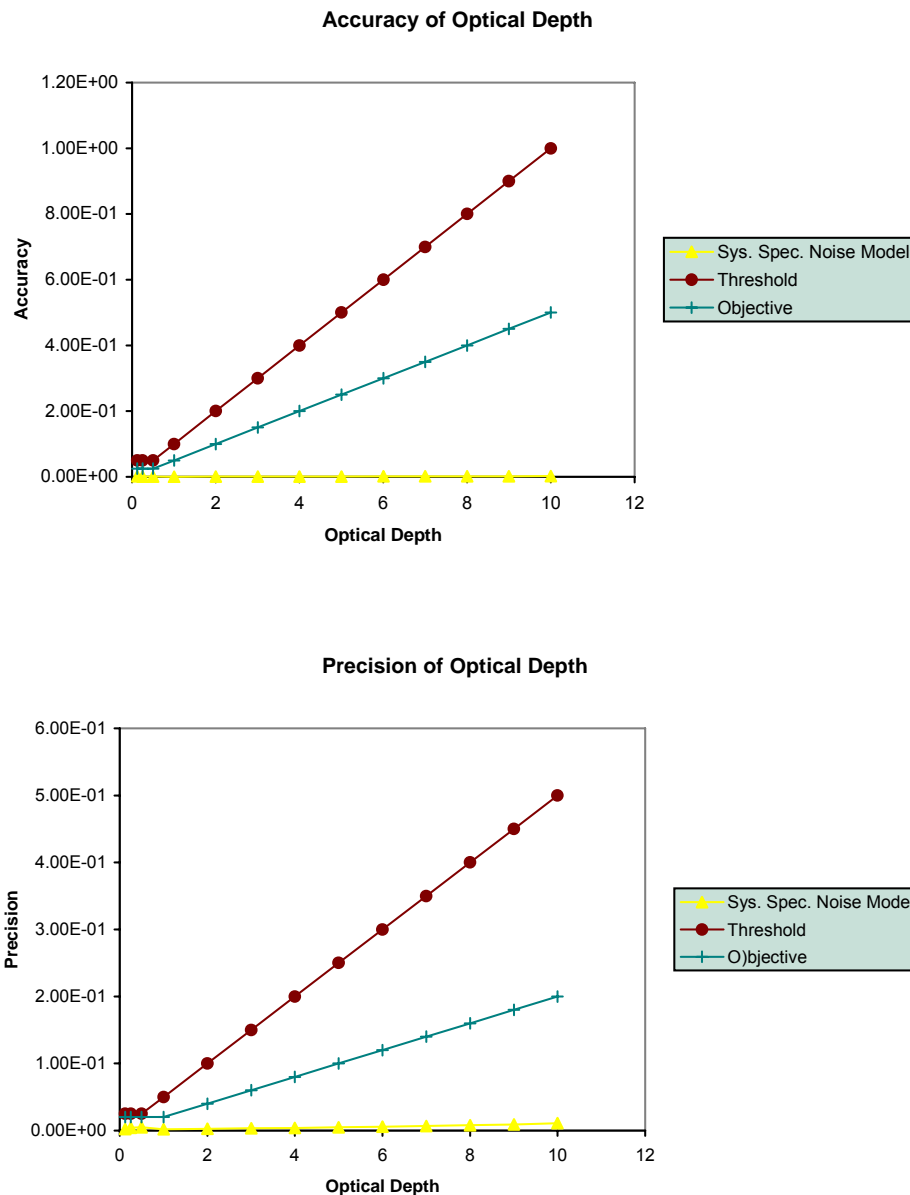 Accuracy of Optical Depth
1.20E+00
1.00E+00
8.00E-01
6.00E-01
4.00E-01
2.00E-01
0.00E+00
Accuracy
0 2 4 6 8 10 12
Optical Depth
Sys. Spec. Noise Model
Threshold
Objective
Precision of Optical Depth
6.00E-01
5.00E-01
4.00E-01
3.00E-01
2.00E-01
1.00E-01
0.00E+00
Precision
0 2 4 6 8 10 12
Optical Depth
Sys. Spec. Noise Mode
Threshold
O)bjective